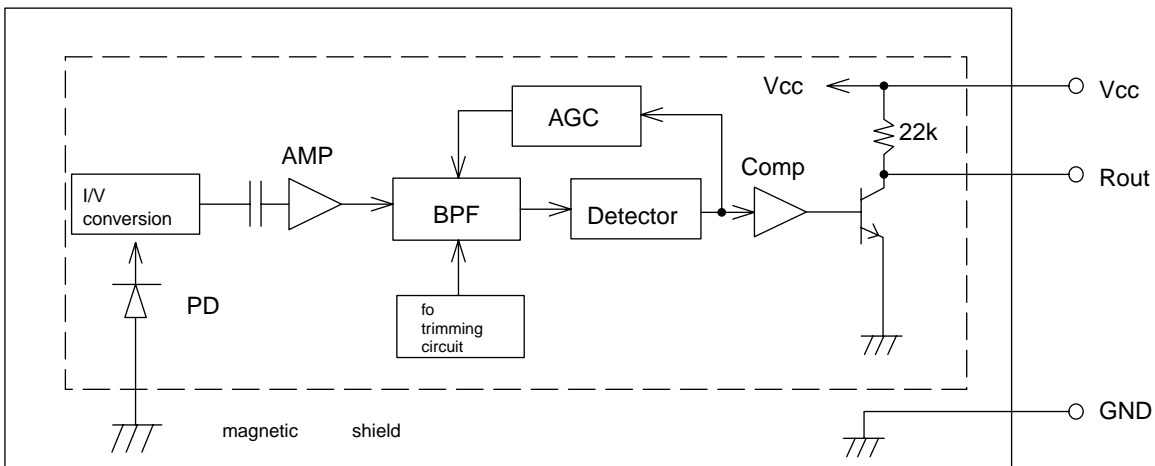 Vcc
Vcc
AGC
22k
AMP
Comp
Rout
I/V
conversion
BPF
Detector
PD
fo
trimming
circuit
GND
magnetic shield